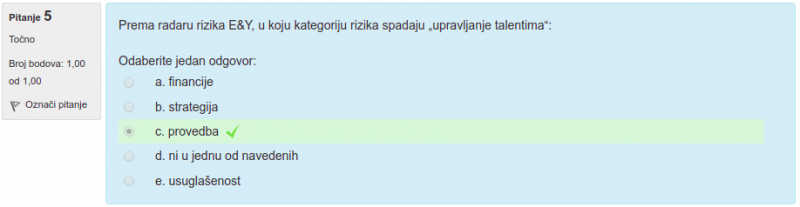 Pitanje 5
Točno
Broj bodova: 1,00
od 1,00
Označi pitanje
Prema radaru rizika E&Y, u koju kategoriju rizika spadaju „upravljanje talentima“:
Odaberite jedan odgovor:
a. financije
b. strategija
c. provedba
d. ni u jednu od navedenih
e. usuglašenost